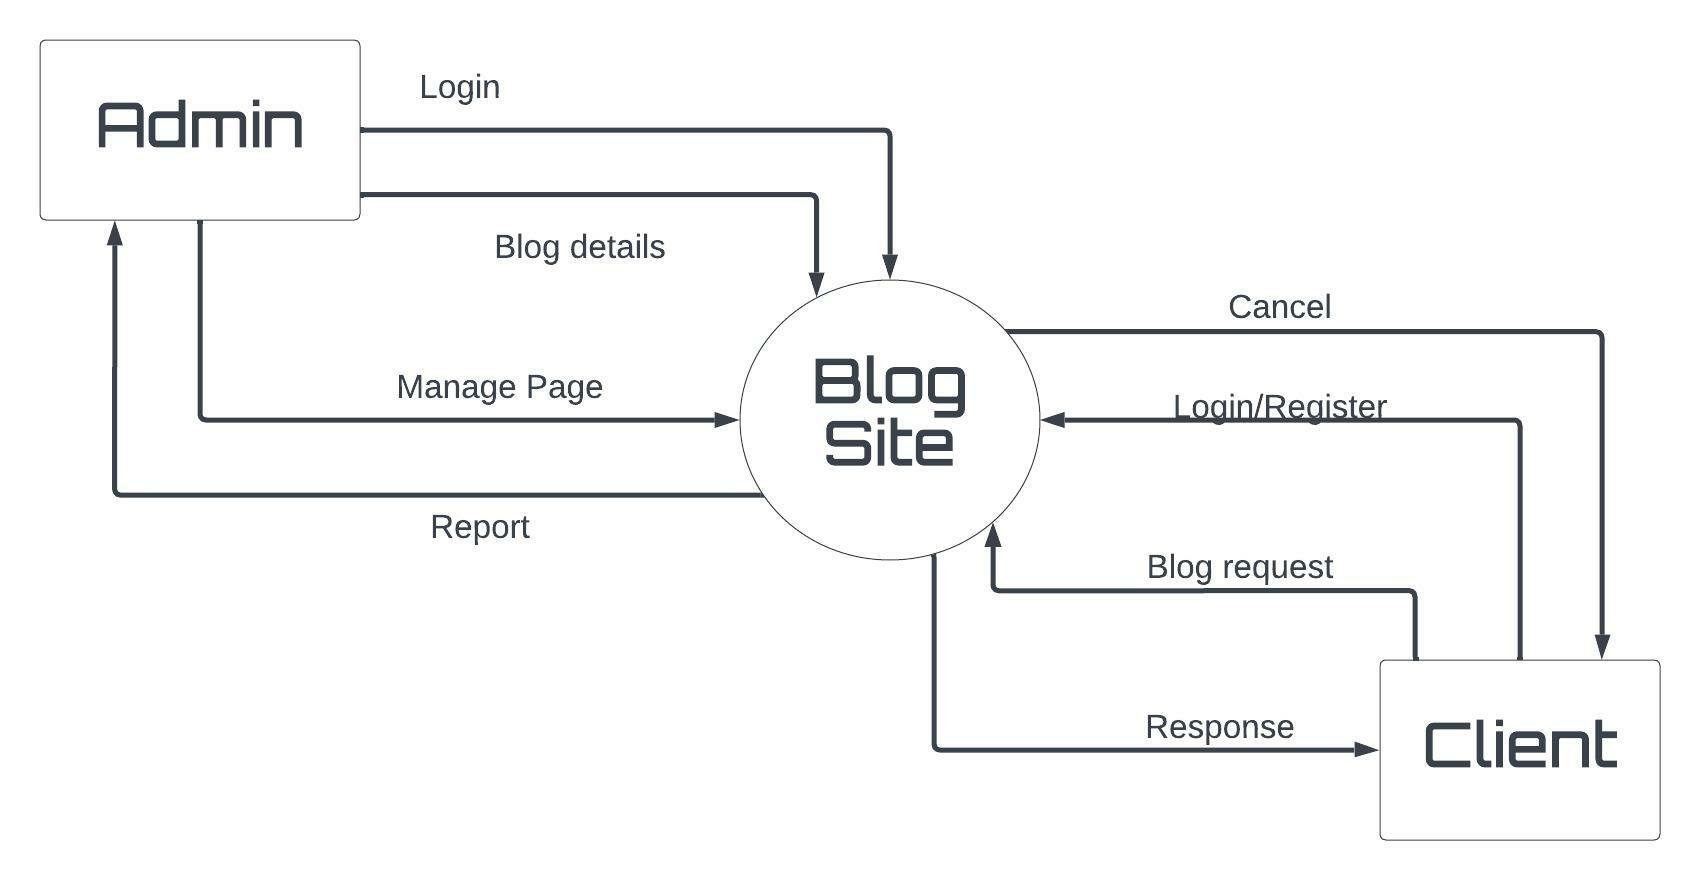 Admin
Login
Blog details
Manage Page
Report
Blog
Site
Cancel
Login/Register
Blog request
Response
Client